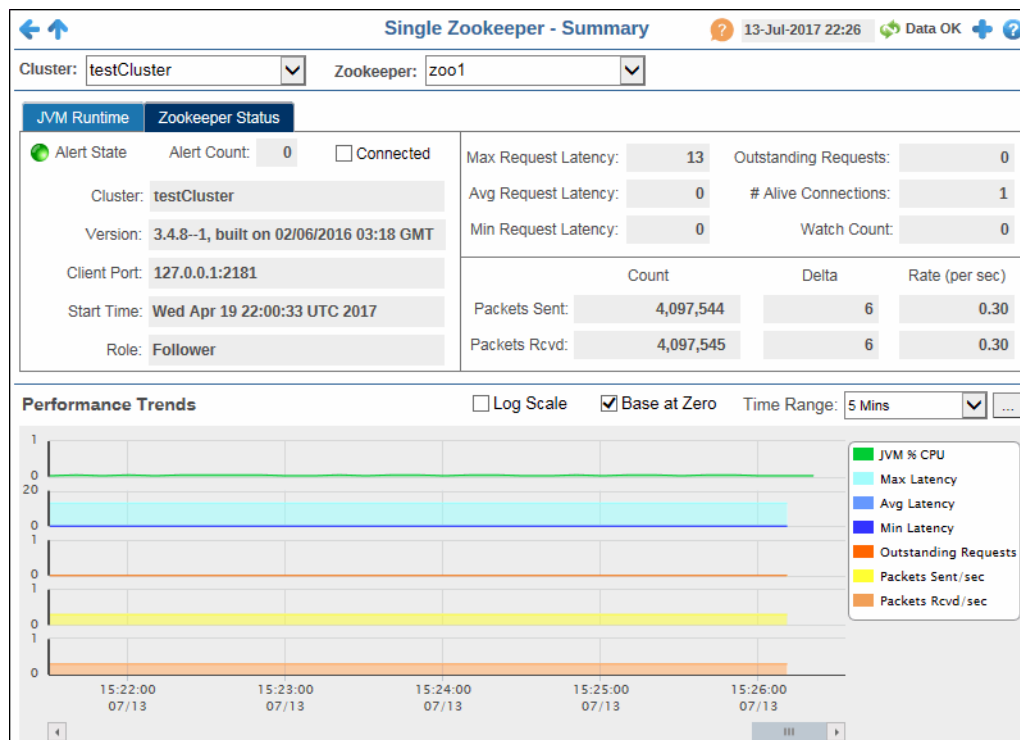 Single Zookeeper - Summary
13-Jul-2017 22:26
Data OK
Cluster: testCluster
Zookeeper: zoo1
JVM Runtime
Zookeeper Status
Alert State
Alert Count: 0
Connected
Cluster: testCluster
Version: 3.4.8--1, built on 02/06/2016 03:18 GMT
Client Port: 127.0.0.1:2181
Start Time: Wed Apr 19 22:00:33 UTC 2017
Role: Follower
Max Request Latency: 13
Avg Request Latency: 0
Min Request Latency: 0
Outstanding Requests: 0
# Alive Connections: 1
Watch Count: 0
Count Delta Rate (per sec)
Packets Sent: 4,097,544 6 0.30
Packets Rcvd: 4,097,545 6 0.30
Performance Trends
Log Scale
Base at Zero
Time Range: 5 Mins
...
1
0
20
0
1
0
1
0
1
0
15:22:00 15:23:00 15:24:00 15:25:00 15:26:00
07/13 07/13 07/13 07/13 07/13
JVM % CPU
Max Latency
Avg Latency
Min Latency
Outstanding Requests
Packets Sent/sec
Packets Rcvd/sec